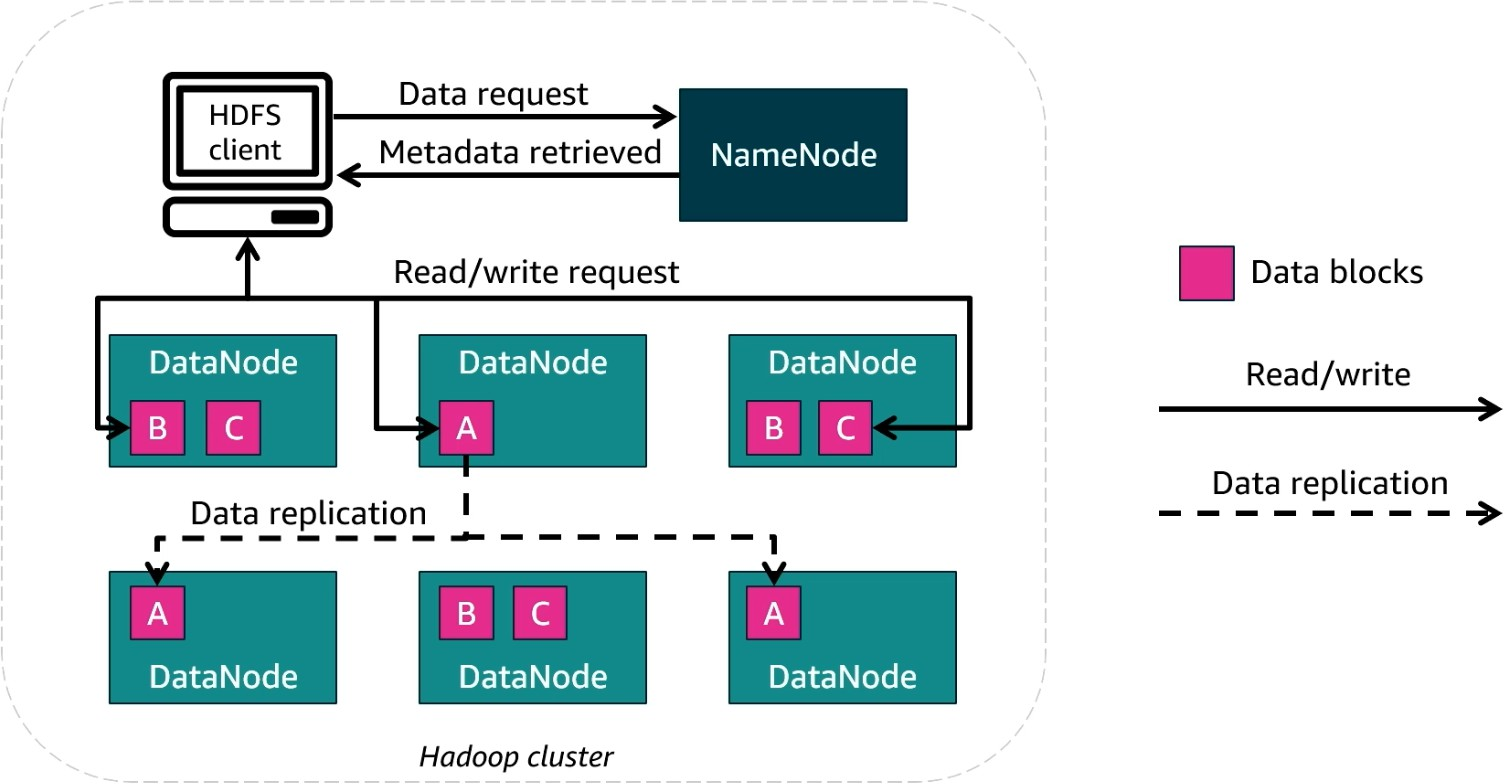 HDFS
client
Data request
Metadata retrieved
NameNode
Read/write request
DataNode
B C
DataNode
A
DataNode
B C
Data replication
A
DataNode
B C
DataNode
A
DataNode
Hadoop cluster
Data blocks
Read/write
Data replication